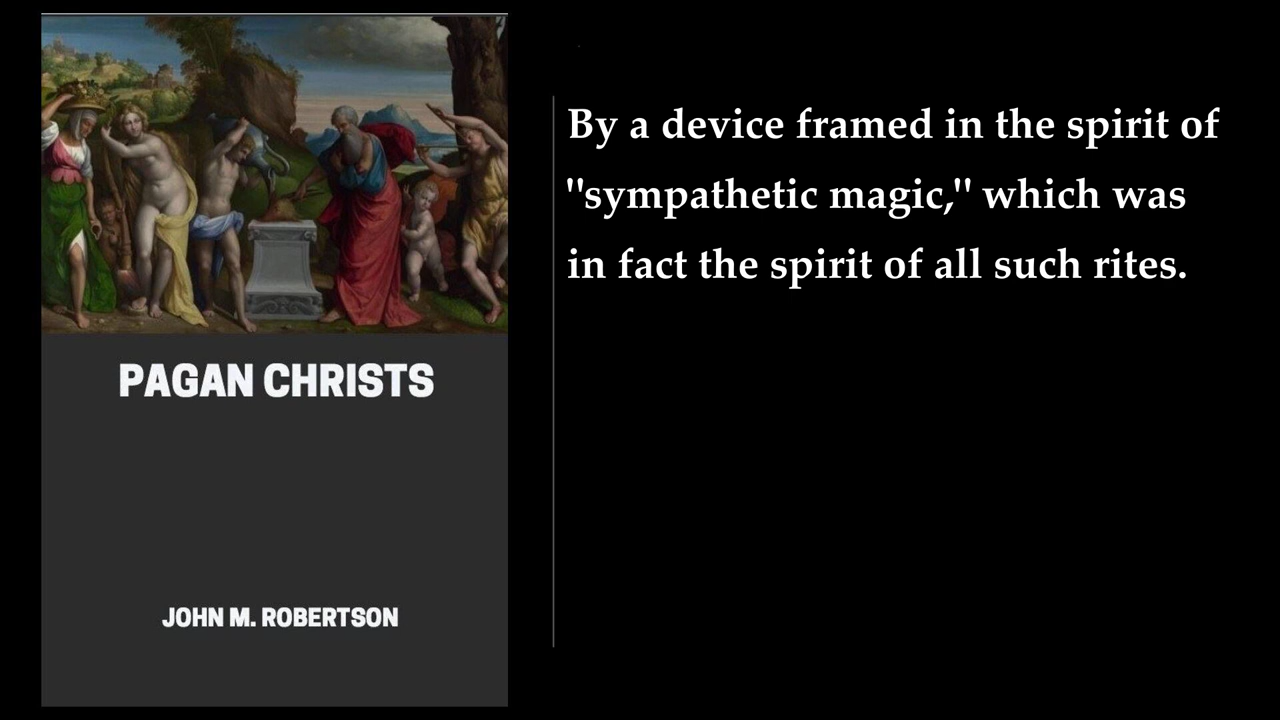 PAGAN CHRISTS
JOHN M. ROBERTSON
By a device framed in the spirit of
"sympathetic magic," which was
in fact the spirit of all such rites.